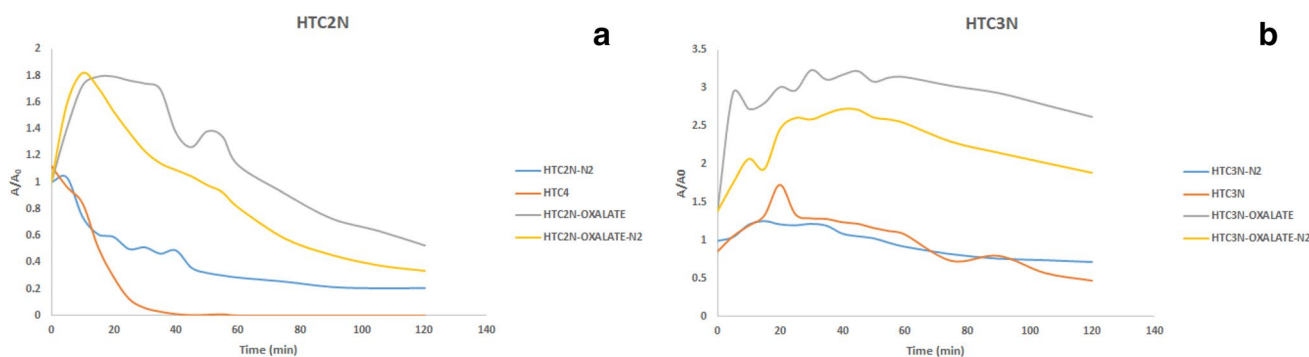 HTC2N
a
2
1.8
1.6
1.4
1.2
1
0.8
0.6
0.4
0.2
0
A/A₀
0 20 40 60 80 100 120 140
Time (min)
HTC2N-N2
HTC4
HTC2N-OXALATE
HTC2N-OXALATE-N2
HTC3N
b
3.5
3
2.5
2
1.5
1
0.5
0
A/A0
0 20 40 60 80 100 120 140
Time (min)
HTC3N-N2
HTC3N
HTC3N-OXALATE
HTC3N-OXALATE-N2